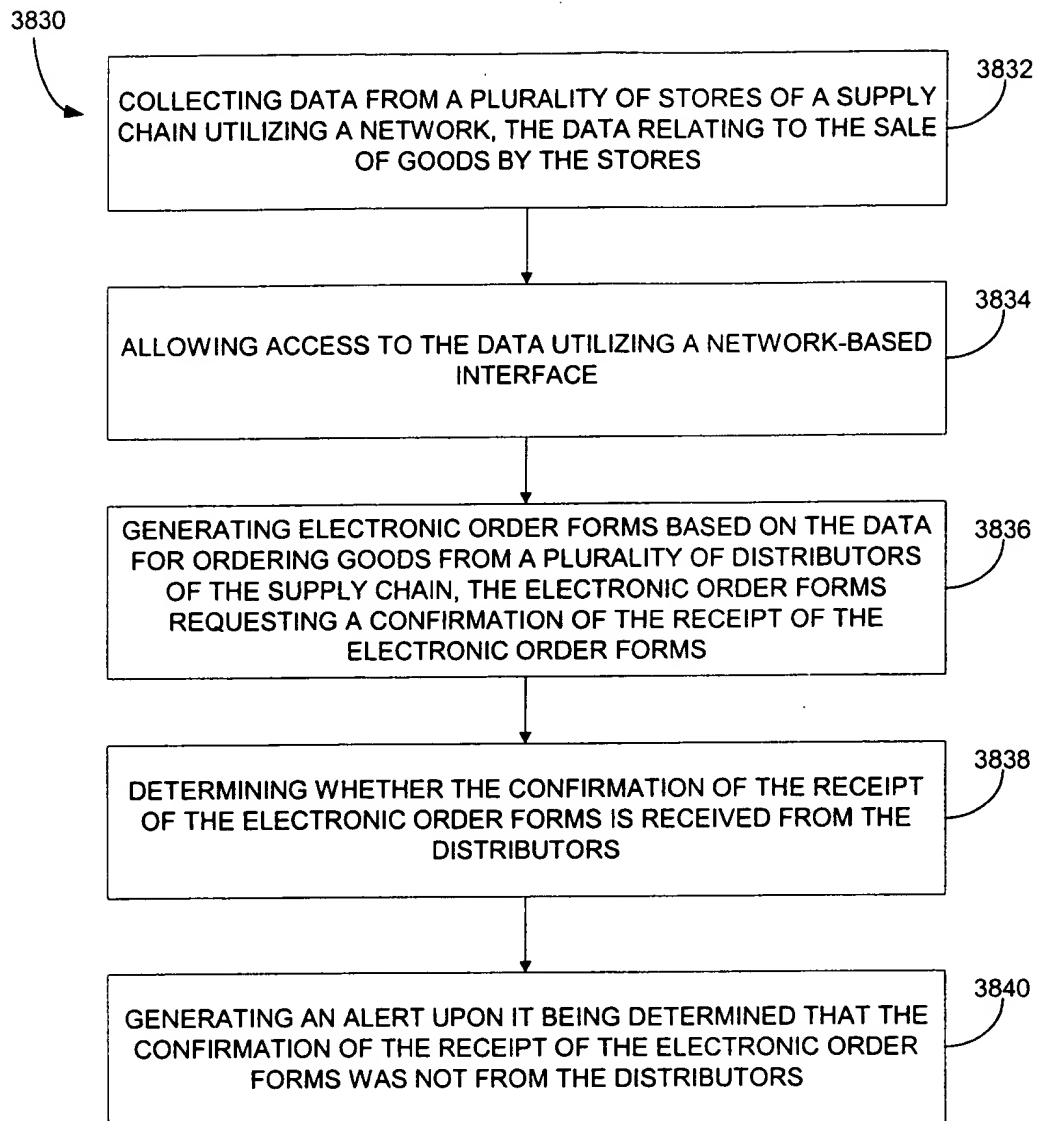 3830
3832
COLLECTING DATA FROM A PLURALITY OF STORES OF A SUPPLY
CHAIN UTILIZING A NETWORK, THE DATA RELATING TO THE SALE
OF GOODS BY THE STORES
3834
ALLOWING ACCESS TO THE DATA UTILIZING A NETWORK-BASED
INTERFACE
3836
GENERATING ELECTRONIC ORDER FORMS BASED ON THE DATA
FOR ORDERING GOODS FROM A PLURALITY OF DISTRIBUTORS
OF THE SUPPLY CHAIN, THE ELECTRONIC ORDER FORMS
REQUESTING A CONFIRMATION OF THE RECEIPT OF THE
ELECTRONIC ORDER FORMS
3838
DETERMINING WHETHER THE CONFIRMATION OF THE RECEIPT
OF THE ELECTRONIC ORDER FORMS IS RECEIVED FROM THE
DISTRIBUTORS
3840
GENERATING AN ALERT UPON IT BEING DETERMINED THAT THE
CONFIRMATION OF THE RECEIPT OF THE ELECTRONIC ORDER
FORMS WAS NOT FROM THE DISTRIBUTORS